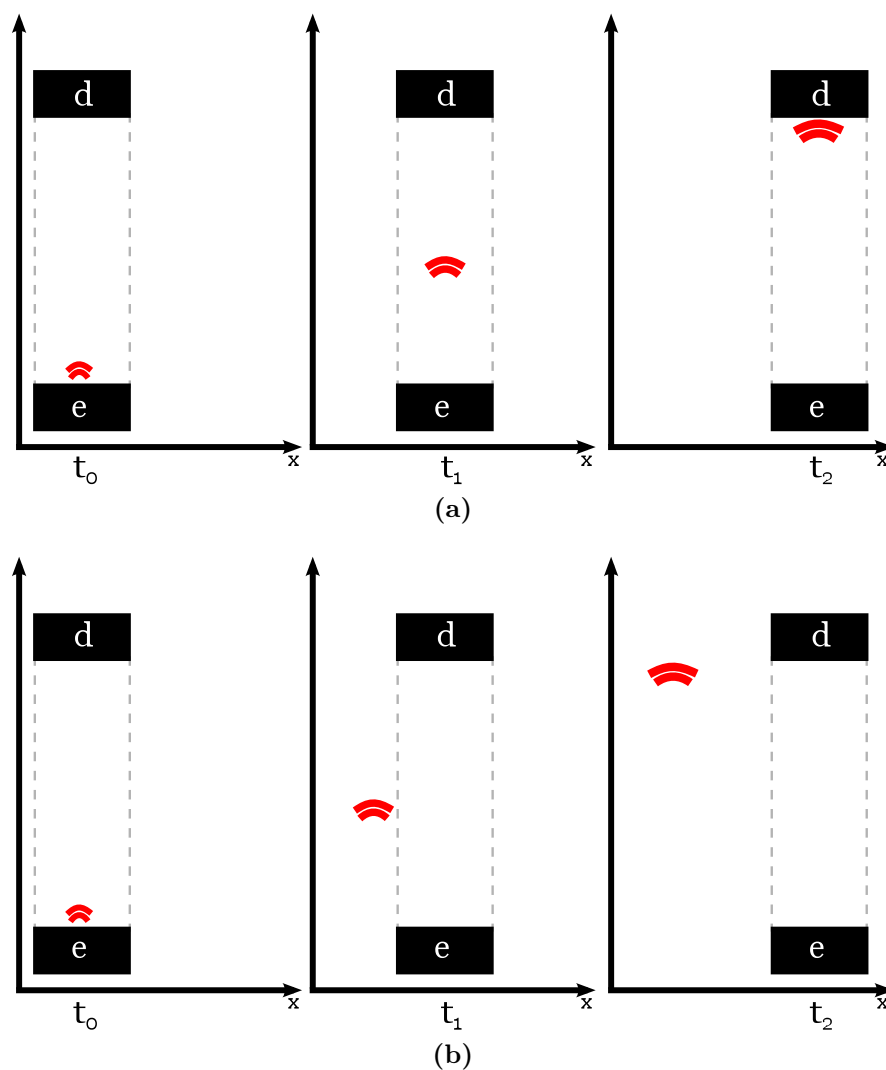 d d d
e e e
x x x
t₀ t₁ t₂
(a)
d d d
e e e
x x x
t₀ t₁ t₂
(b)